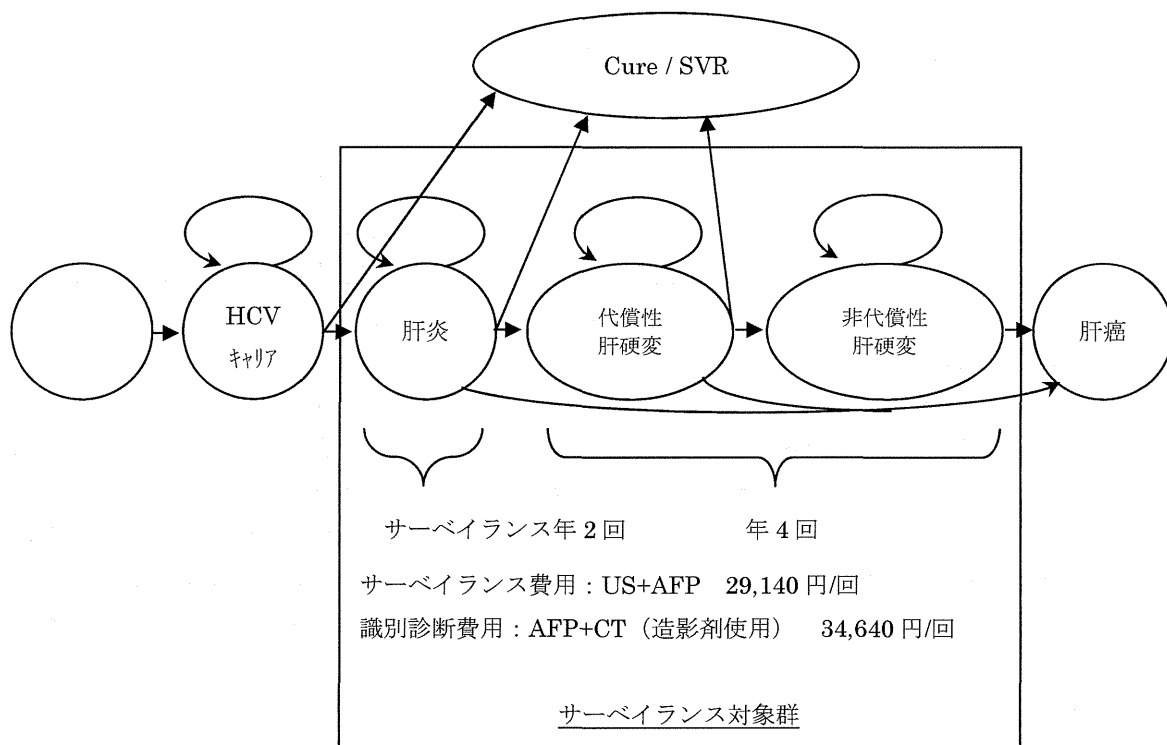 Cure / SVR
HCV
キャリア
肝炎
代償性
肝硬変
非代償性
肝硬変
肝癌
サーベイランス年 2 回
年 4 回
サーベイランス費用：US+AFP 29,140 円/回
識別診断費用：AFP+CT（造影剤使用） 34,640 円/回
サーベイランス対象群